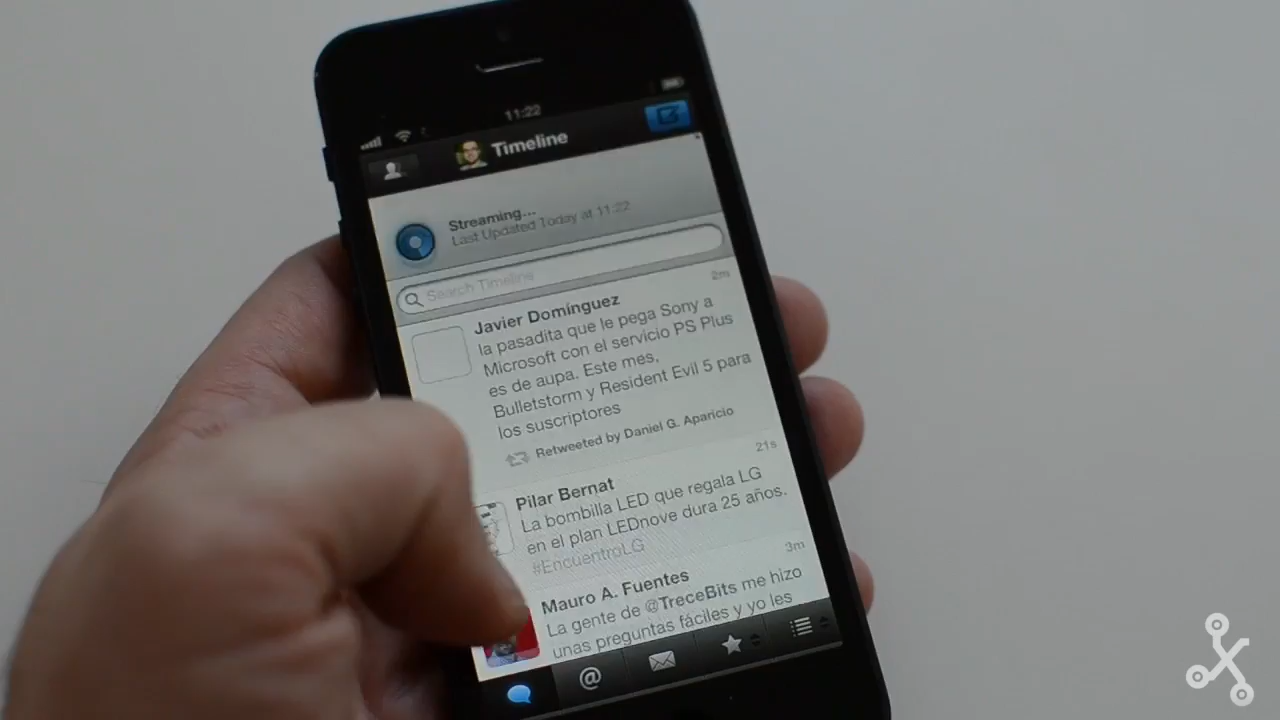 11:22
Timeline
Streaming...
Last Updated Today at 11:22
Search Timeline
2m
Javier Domínguez
la pasadita que le pega Sony a
Microsoft con el servicio PS Plus
es de aupa. Este mes,
Bulletstorm y Resident Evil 5 para
los suscriptores
Retweeted by Daniel G. Aparicio
21s
Pilar Bernat
La bombilla LED que regala LG
en el plan LEDnove dura 25 años.
#EncuentroLG
3m
Mauro A. Fuentes
La gente de @TreceBits me hizo
unas preguntas fáciles y yo les